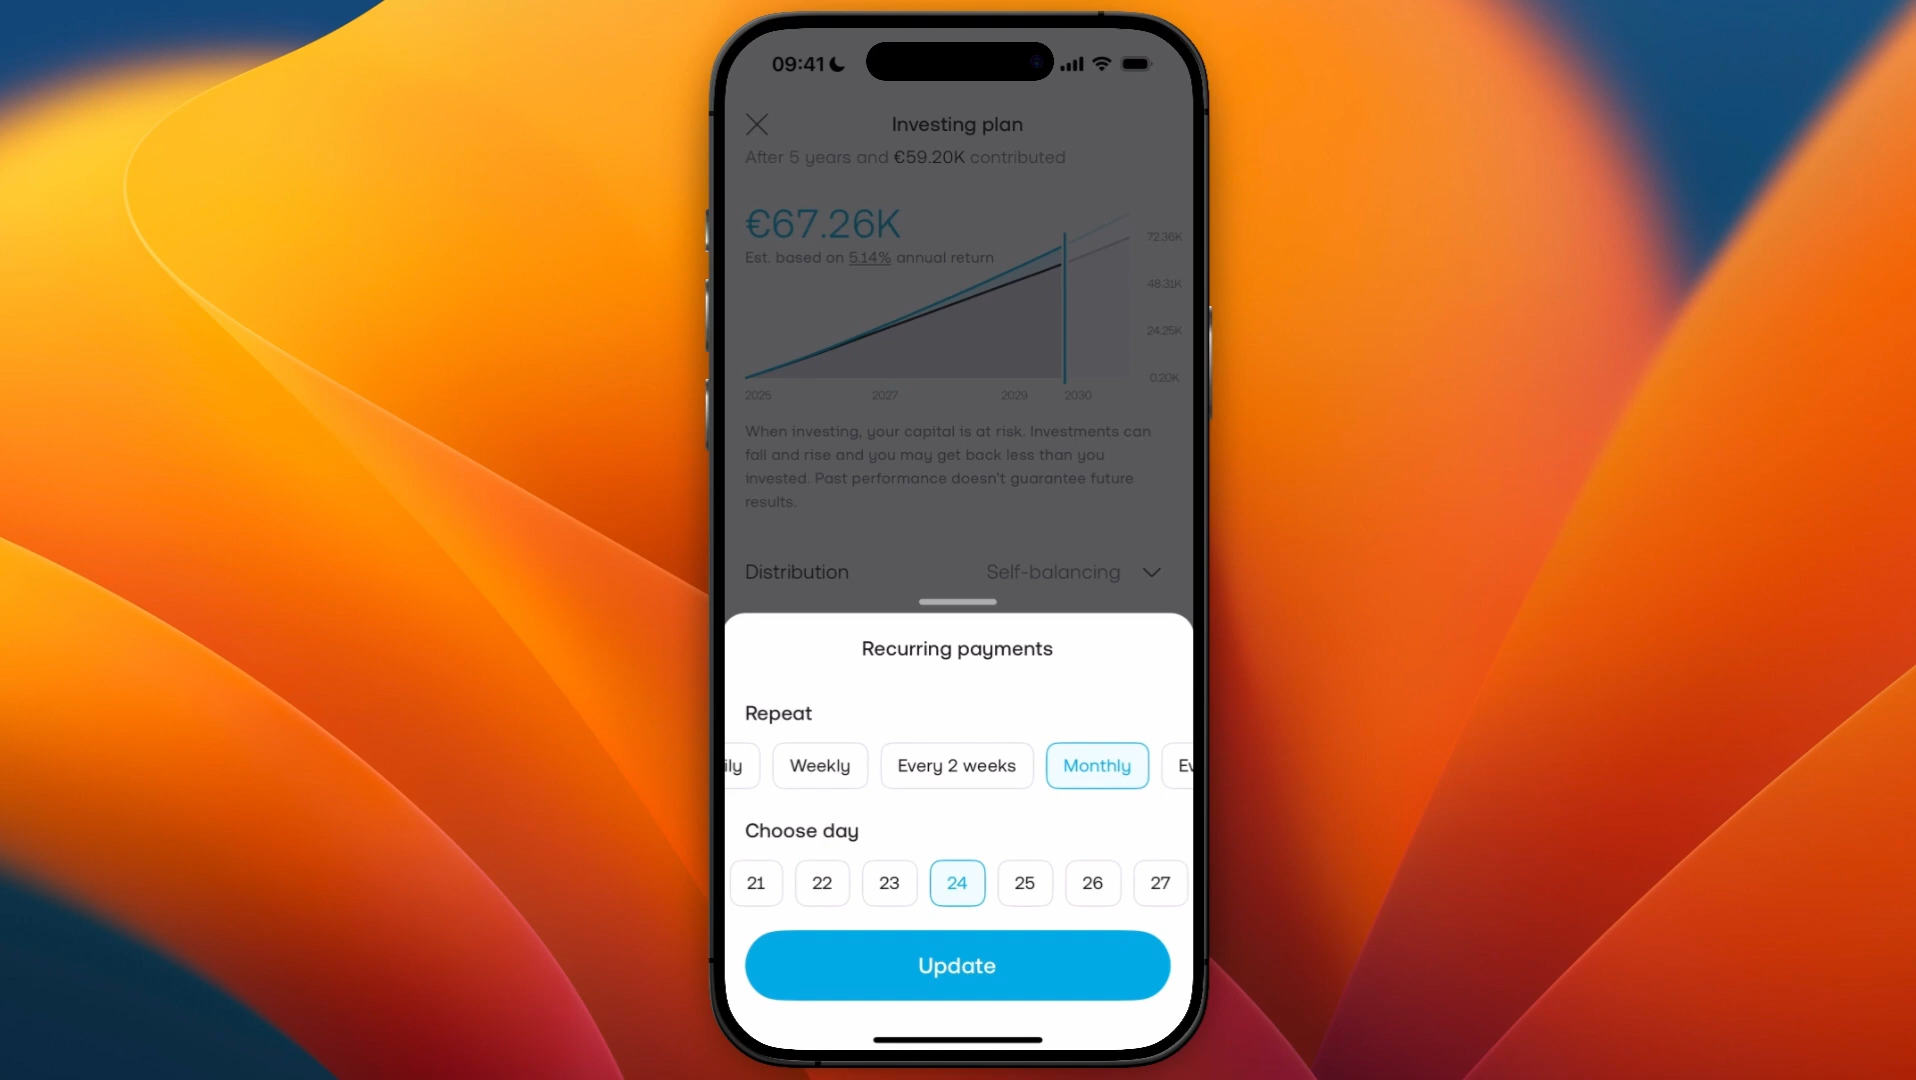 09:41
Investing plan
After 5 years and €59.20K contributed
€67.26K
Est. based on 5.14% annual return
72.36K
48.31K
24.25K
0.20K
2025 2027 2029 2030
When investing, your capital is at risk. Investments can
fall and rise and you may get back less than you
invested. Past performance doesn't guarantee future
results.
Distribution Self-balancing
Recurring payments
Repeat
ily Weekly Every 2 weeks Monthly Ev
Choose day
21 22 23 24 25 26 27
Update